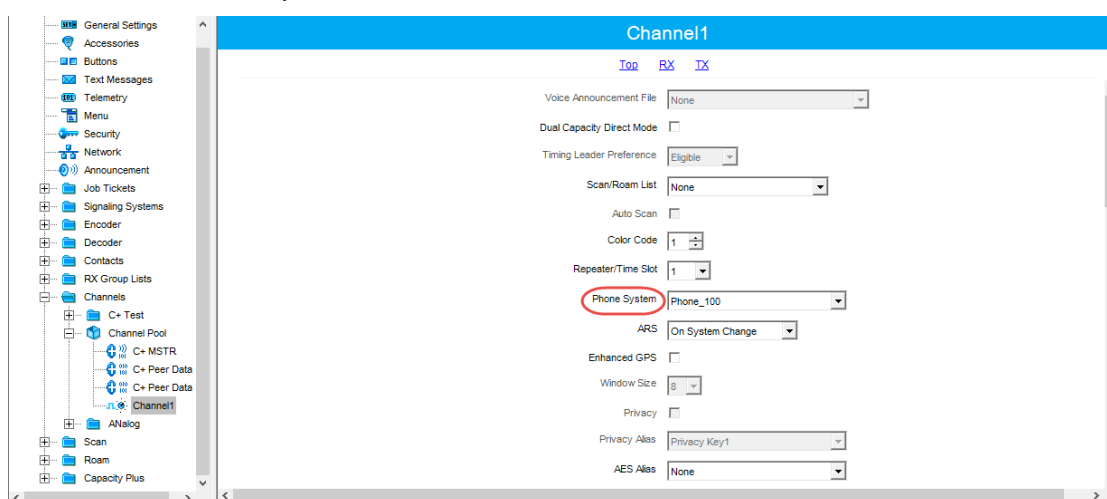 General Settings
Accessories
Buttons
Text Messages
Telemetry
Menu
Security
Network
Announcement
Job Tickets
Signaling Systems
Encoder
Decoder
Contacts
RX Group Lists
Channels
C+ Test
Channel Pool
C+ MSTR
C+ Peer Data
C+ Peer Data
Channel1
ANalog
Scan
Roam
Capacity Plus
Channel1
Top RX TX
Voice Announcement File None
Dual Capacity Direct Mode
Timing Leader Preference Eligible
Scan/Roam List None
Auto Scan
Color Code 1
Repeater/Time Slot 1
Phone System Phone_100
ARS On System Change
Enhanced GPS
Window Size 8
Privacy
Privacy Alias Privacy Key1
AES Alias None